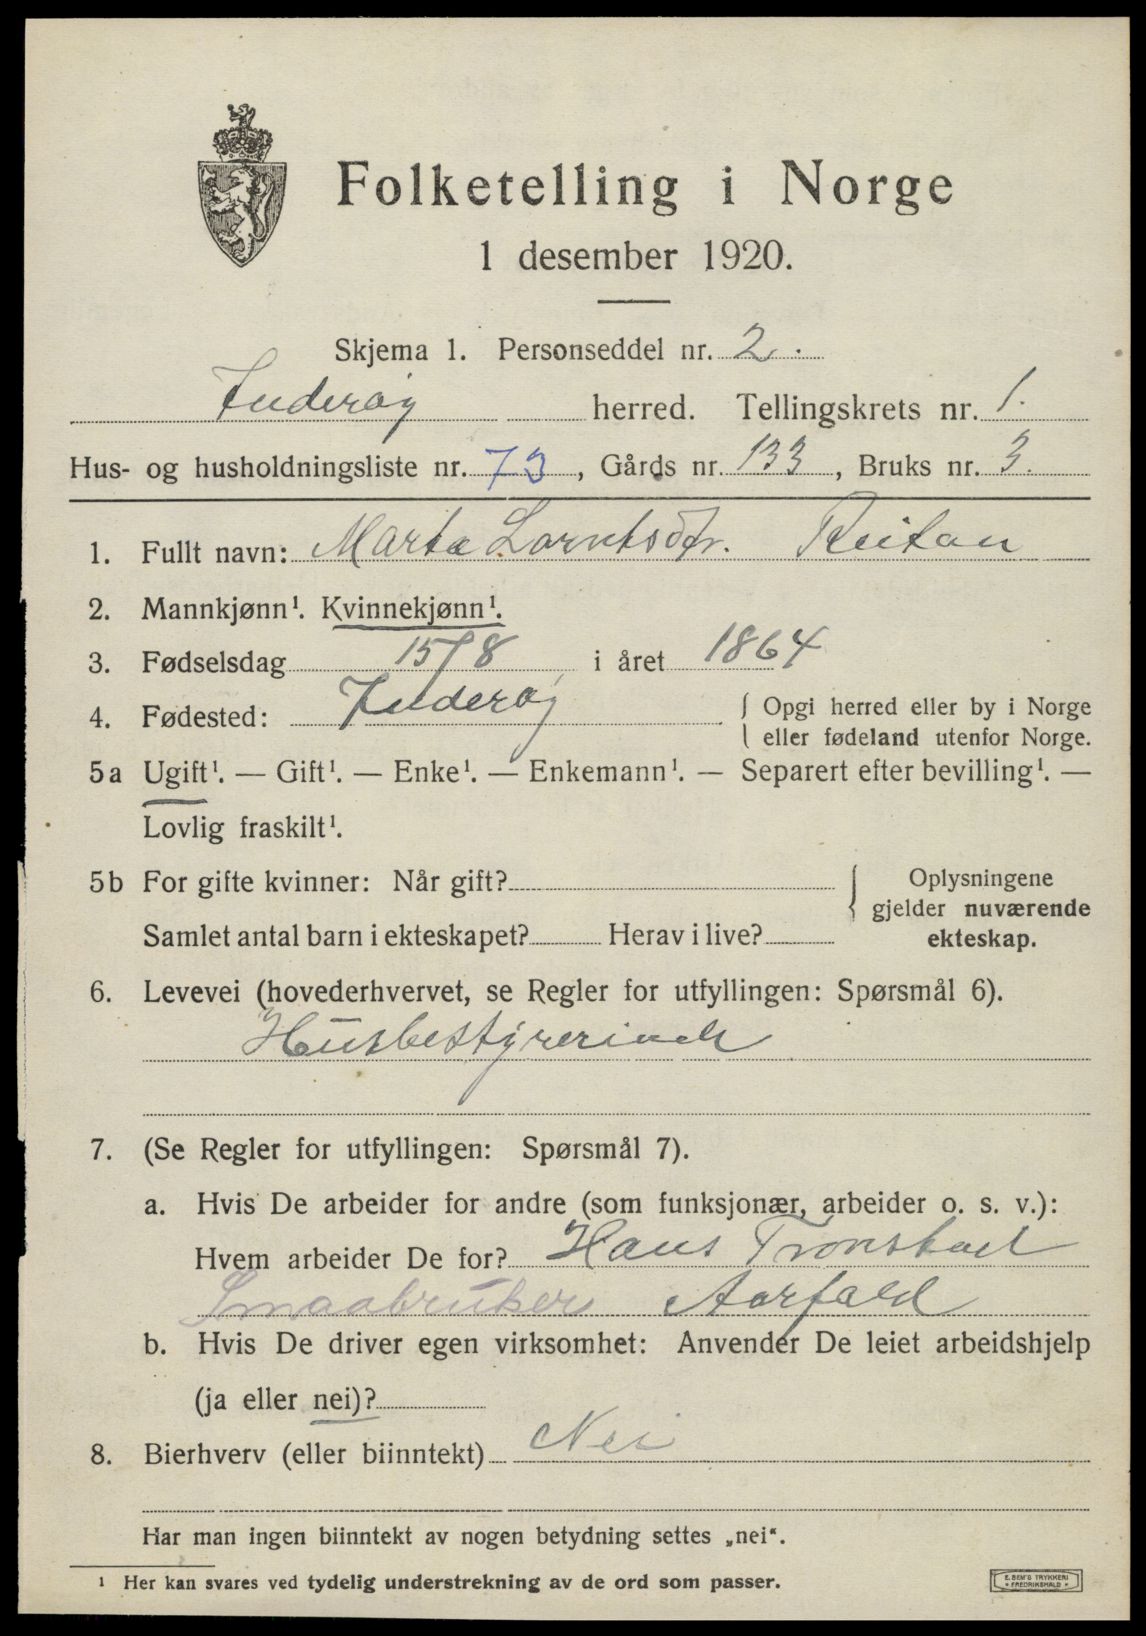 Folketelling i Norge
1 desember 1920.
Skjema 1. Personseddel nr. 2.
Inderøy herred. Tellingskrets nr. 1.
Hus- og husholdningsliste nr. 73, Gårds nr. 133, Bruks nr. 3.
1. Fullt navn: Marta Lorntsdtr. Reitan
2. Mannkjønn¹. Kvinnekjønn¹.
3. Fødselsdag 15/8 i året 1864
4. Fødested: Inderøy { Opgi herred eller by i Norge
eller fødeland utenfor Norge.
5a Ugift¹. — Gift¹. — Enke¹. — Enkemann¹. — Separert efter bevilling¹. —
Lovlig fraskilt¹.
5b For gifte kvinner: Når gift? { Oplysningene
gjelder nuværende
Samlet antal barn i ekteskapet? Herav i live? ekteskap.
6. Levevei (hovederhvervet, se Regler for utfyllingen: Spørsmål 6).
Husbestyrerinde
7. (Se Regler for utfyllingen: Spørsmål 7).
a. Hvis De arbeider for andre (som funksjonær, arbeider o. s. v.):
Hvem arbeider De for? Hans Tronstad
Smaabruker Aarfald
b. Hvis De driver egen virksomhet: Anvender De leiet arbeidshjelp
(ja eller nei)?
8. Bierhverv (eller biinntekt) Nei
Har man ingen biinntekt av nogen betydning settes „nei“.
¹ Her kan svares ved tydelig understrekning av de ord som passer.
E. SEM'S TRYKKERI
FREDRIKSHALD